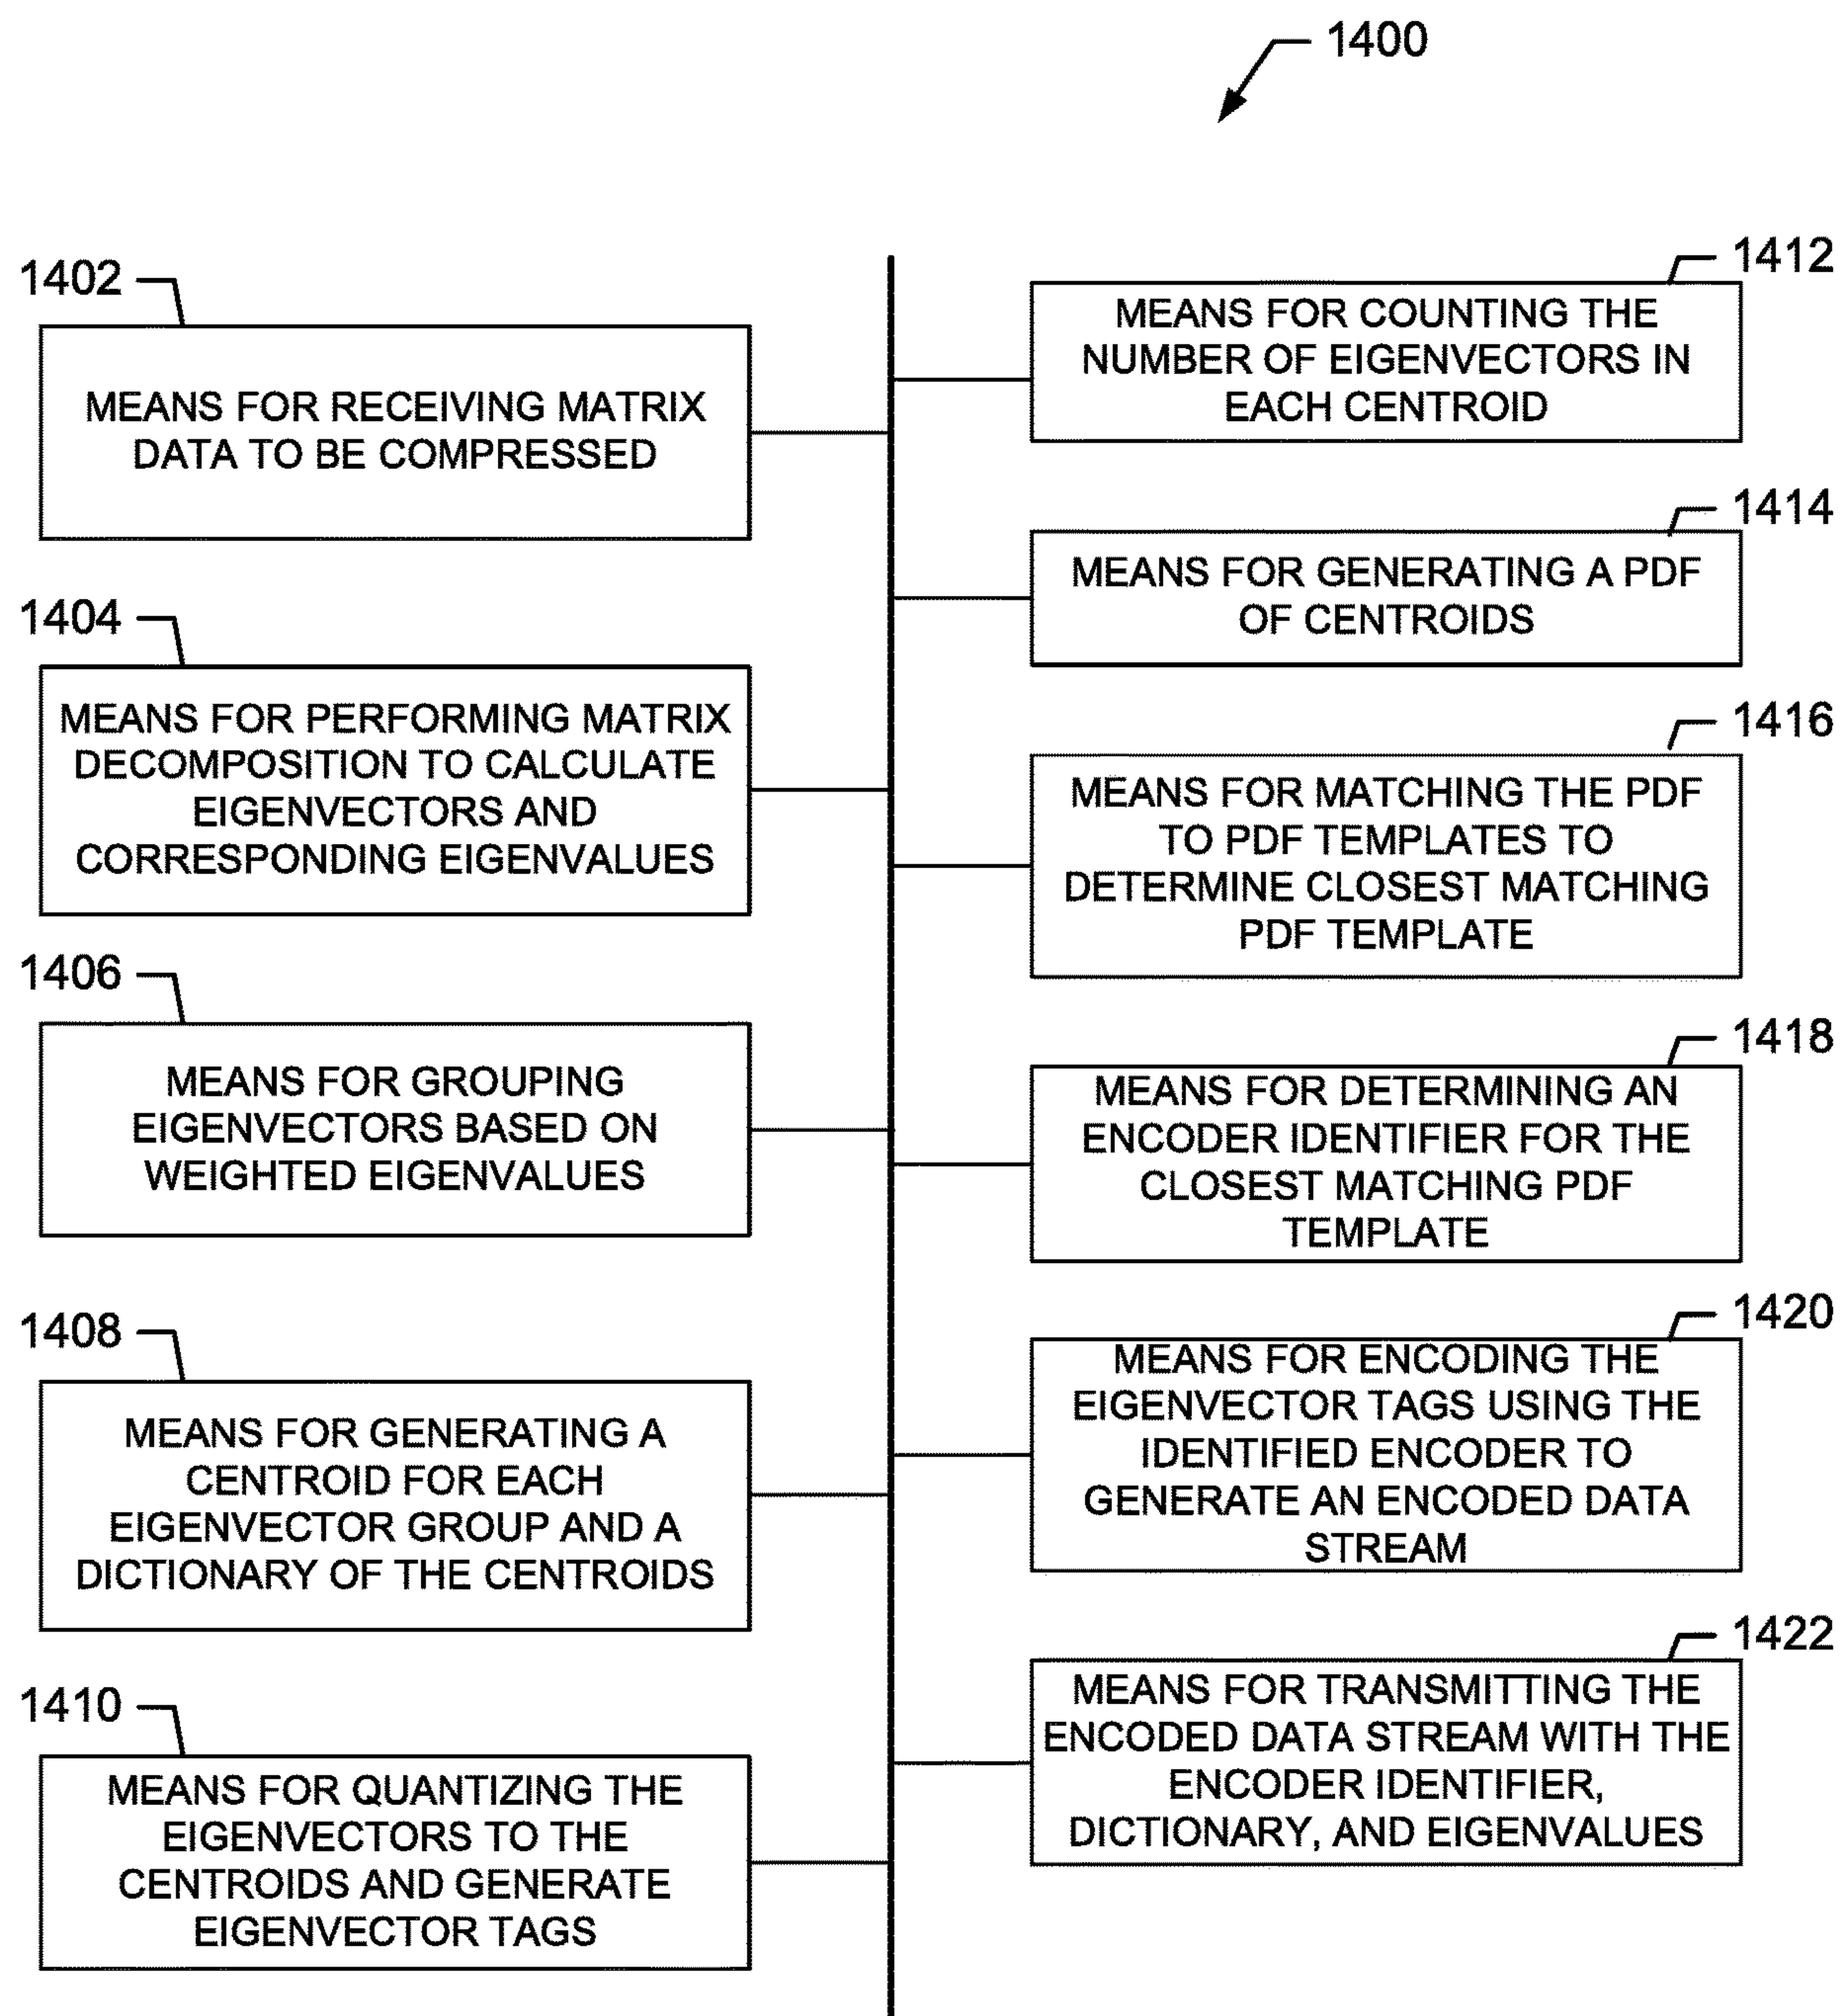 1400
1402
MEANS FOR RECEIVING MATRIX
DATA TO BE COMPRESSED
1404
MEANS FOR PERFORMING MATRIX
DECOMPOSITION TO CALCULATE
EIGENVECTORS AND
CORRESPONDING EIGENVALUES
1406
MEANS FOR GROUPING
EIGENVECTORS BASED ON
WEIGHTED EIGENVALUES
1408
MEANS FOR GENERATING A
CENTROID FOR EACH
EIGENVECTOR GROUP AND A
DICTIONARY OF THE CENTROIDS
1410
MEANS FOR QUANTIZING THE
EIGENVECTORS TO THE
CENTROIDS AND GENERATE
EIGENVECTOR TAGS
1412
MEANS FOR COUNTING THE
NUMBER OF EIGENVECTORS IN
EACH CENTROID
1414
MEANS FOR GENERATING A PDF
OF CENTROIDS
1416
MEANS FOR MATCHING THE PDF
TO PDF TEMPLATES TO
DETERMINE CLOSEST MATCHING
PDF TEMPLATE
1418
MEANS FOR DETERMINING AN
ENCODER IDENTIFIER FOR THE
CLOSEST MATCHING PDF
TEMPLATE
1420
MEANS FOR ENCODING THE
EIGENVECTOR TAGS USING THE
IDENTIFIED ENCODER TO
GENERATE AN ENCODED DATA
STREAM
1422
MEANS FOR TRANSMITTING THE
ENCODED DATA STREAM WITH THE
ENCODER IDENTIFIER,
DICTIONARY, AND EIGENVALUES